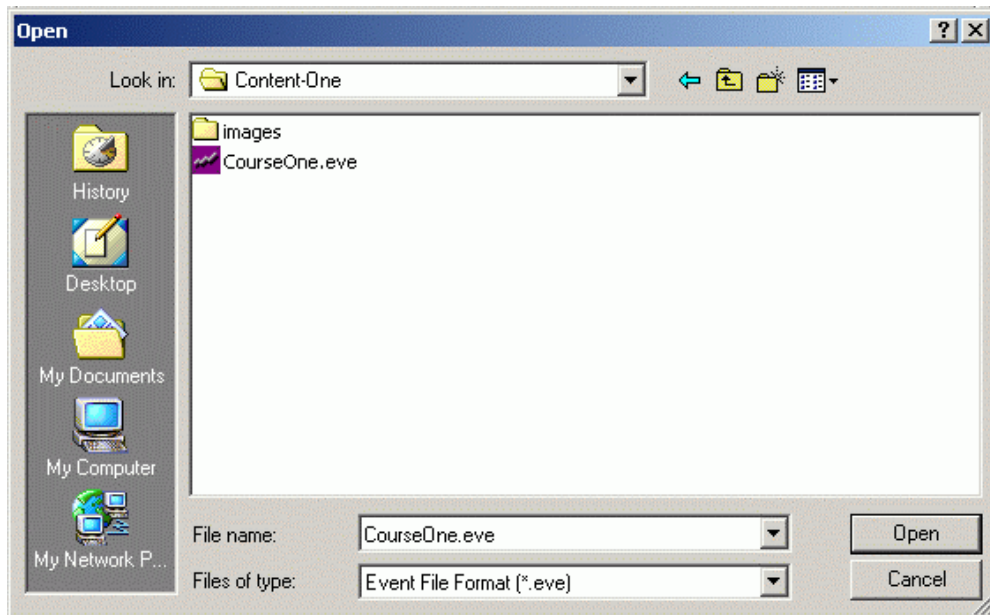 Open
Look in: Content-One
images
CourseOne.eve
History
Desktop
My Documents
My Computer
My Network P...
File name: CourseOne.eve Open
Files of type: Event File Format (*.eve) Cancel